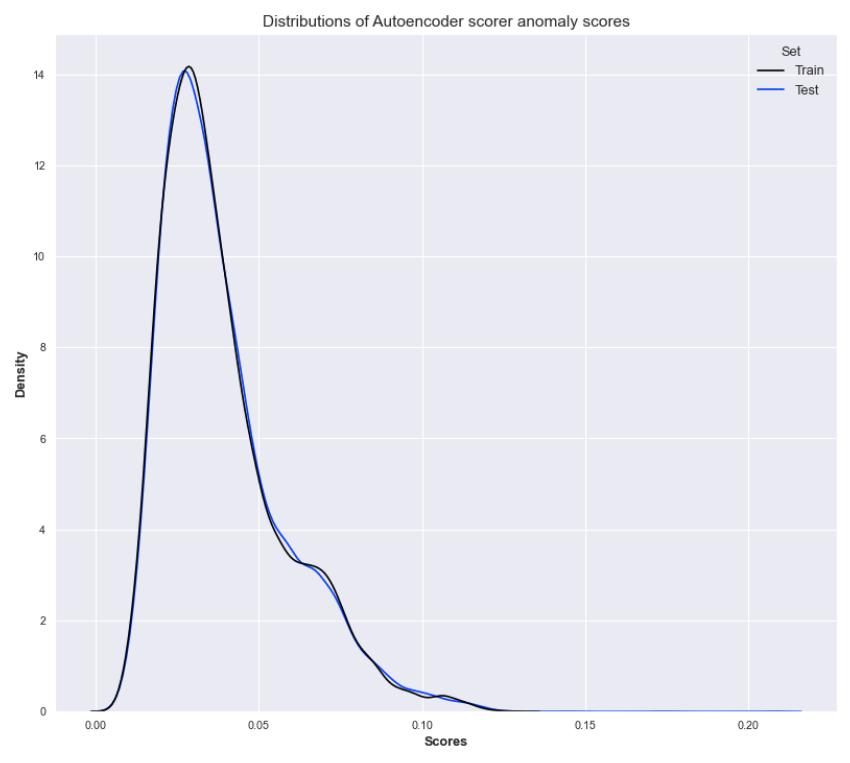 Distributions of Autoencoder scorer anomaly scores
Set
Train
Test
14
12
10
8
6
4
2
0
Density
0.00 0.05 0.10 0.15 0.20
Scores